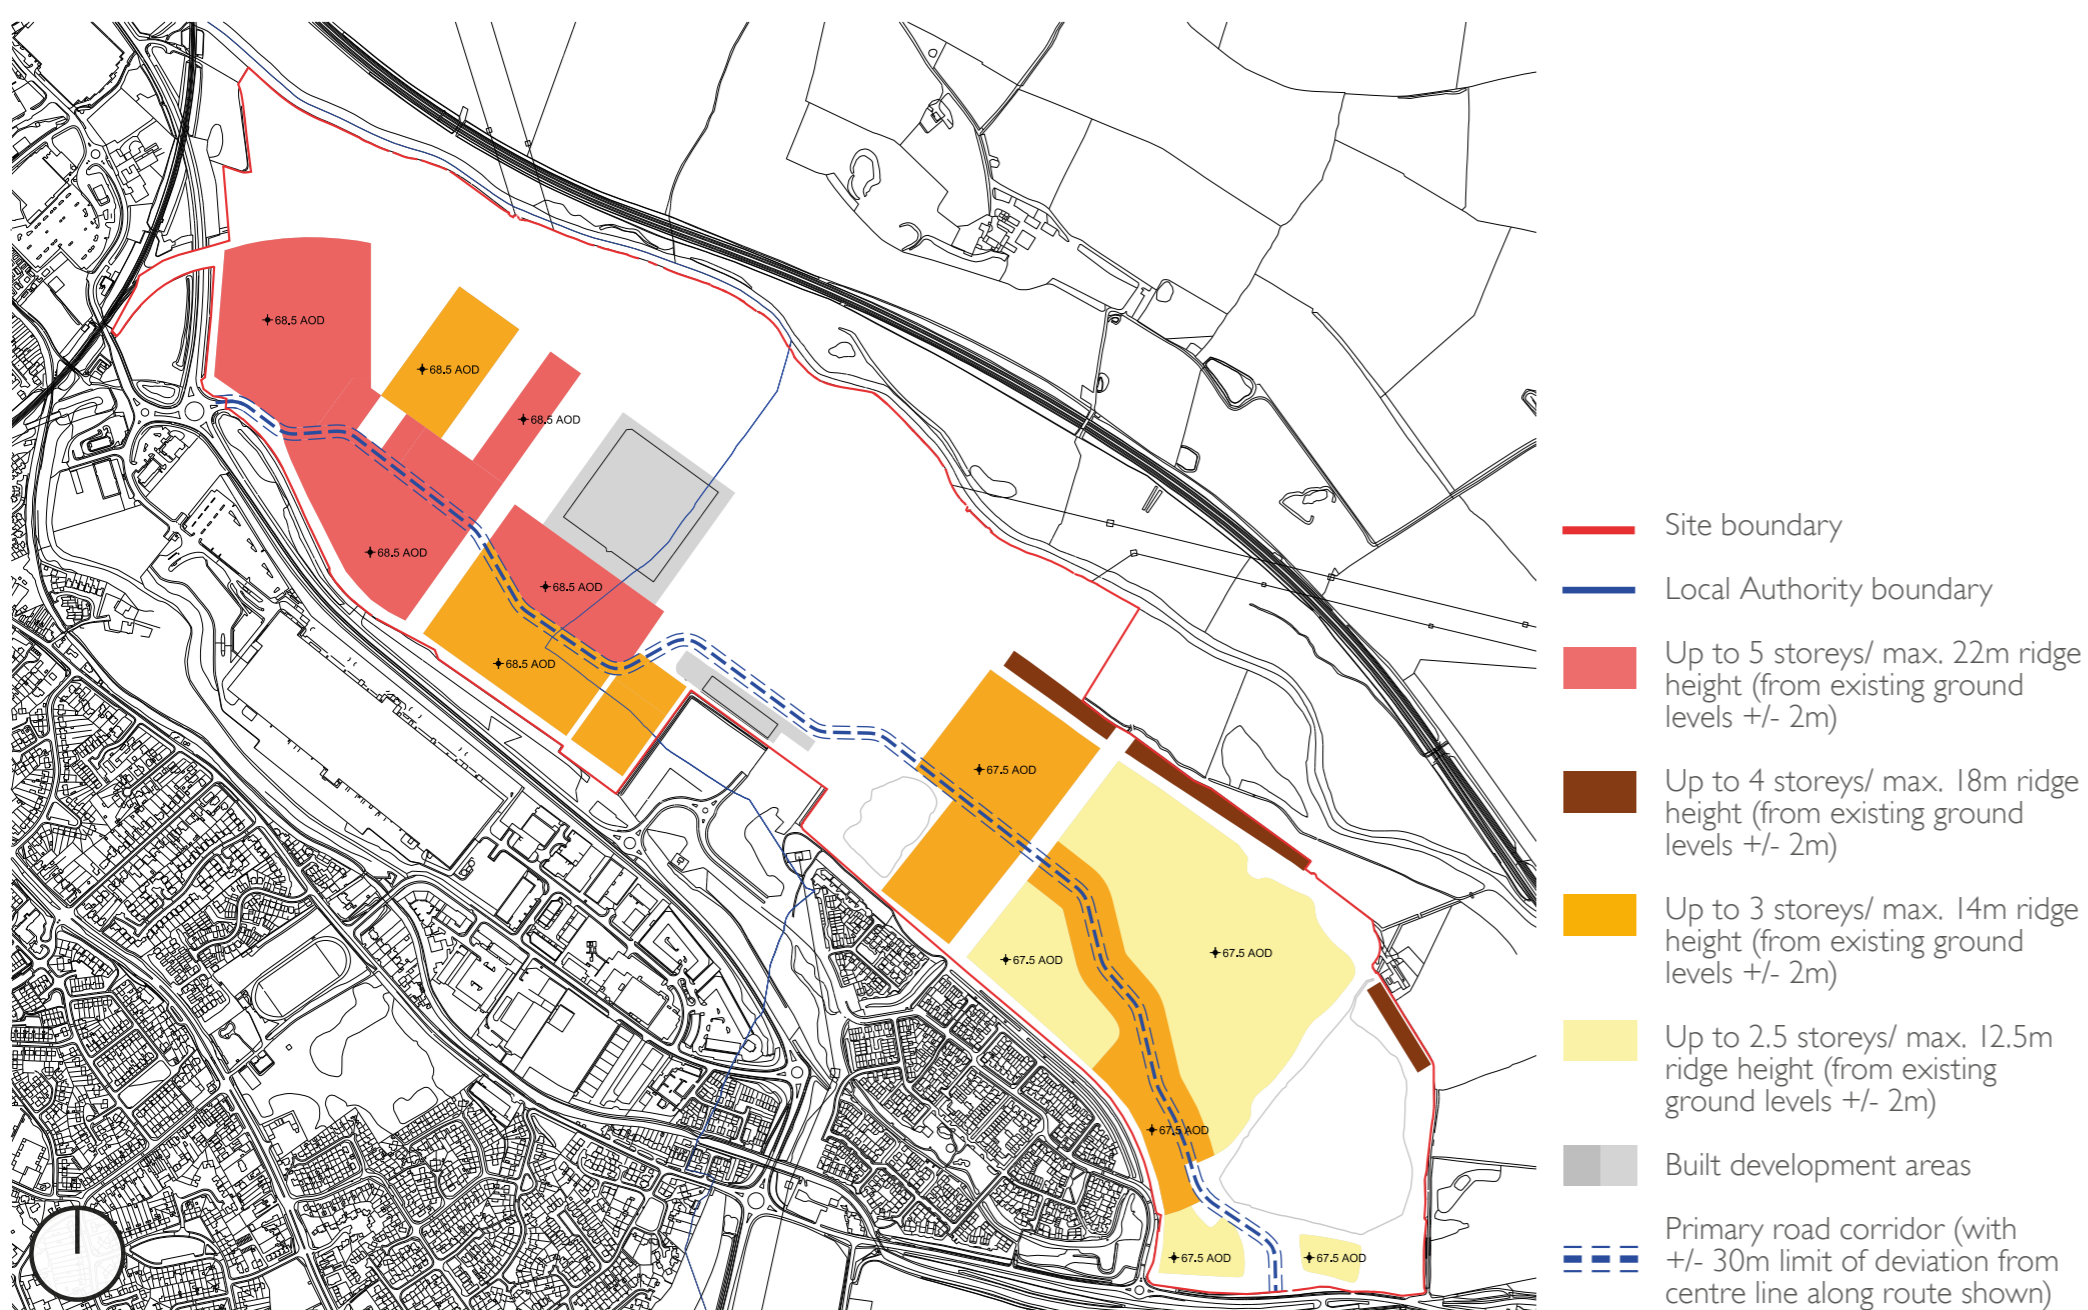 68.5 AOD
68.5 AOD
68.5 AOD
68.5 AOD
68.5 AOD
68.5 AOD
67.5 AOD
67.5 AOD
67.5 AOD
67.5 AOD
67.5 AOD
67.5 AOD
Site boundary
Local Authority boundary
Up to 5 storeys/ max. 22m ridge
height (from existing ground
levels +/- 2m)
Up to 4 storeys/ max. 18m ridge
height (from existing ground
levels +/- 2m)
Up to 3 storeys/ max. 14m ridge
height (from existing ground
levels +/- 2m)
Up to 2.5 storeys/ max. 12.5m
ridge height (from existing
ground levels +/- 2m)
Built development areas
Primary road corridor (with
+/- 30m limit of deviation from
centre line along route shown)